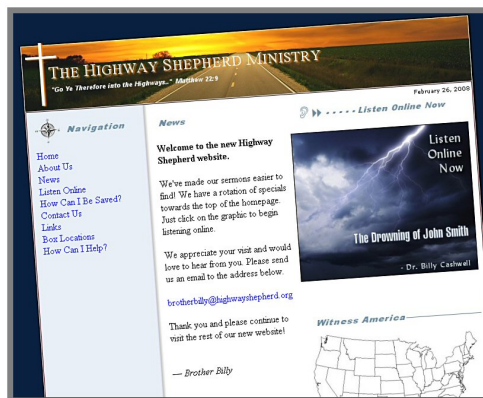 THE HIGHWAY SHEPHERD MINISTRY
"Go Ye Therefore into the Highways.." Matthew 22:9
February 26, 2008
Navigation
Home
About Us
News
Listen Online
How Can I Be Saved?
Contact Us
Links
Box Locations
How Can I Help?
News
Welcome to the new Highway
Shepherd website.
We've made our sermons easier to
find! We have a rotation of specials
towards the top of the homepage.
Just click on the graphic to begin
listening online.
We appreciate your visit and would
love to hear from you. Please send
us an email to the address below.
brotherbilly@highwayshepherd.org
Thank you and please continue to
visit the rest of our new website!
— Brother Billy
Listen Online Now
Listen
Online
Now
The Drowning of John Smith
- Dr. Billy Cashwell
Witness America